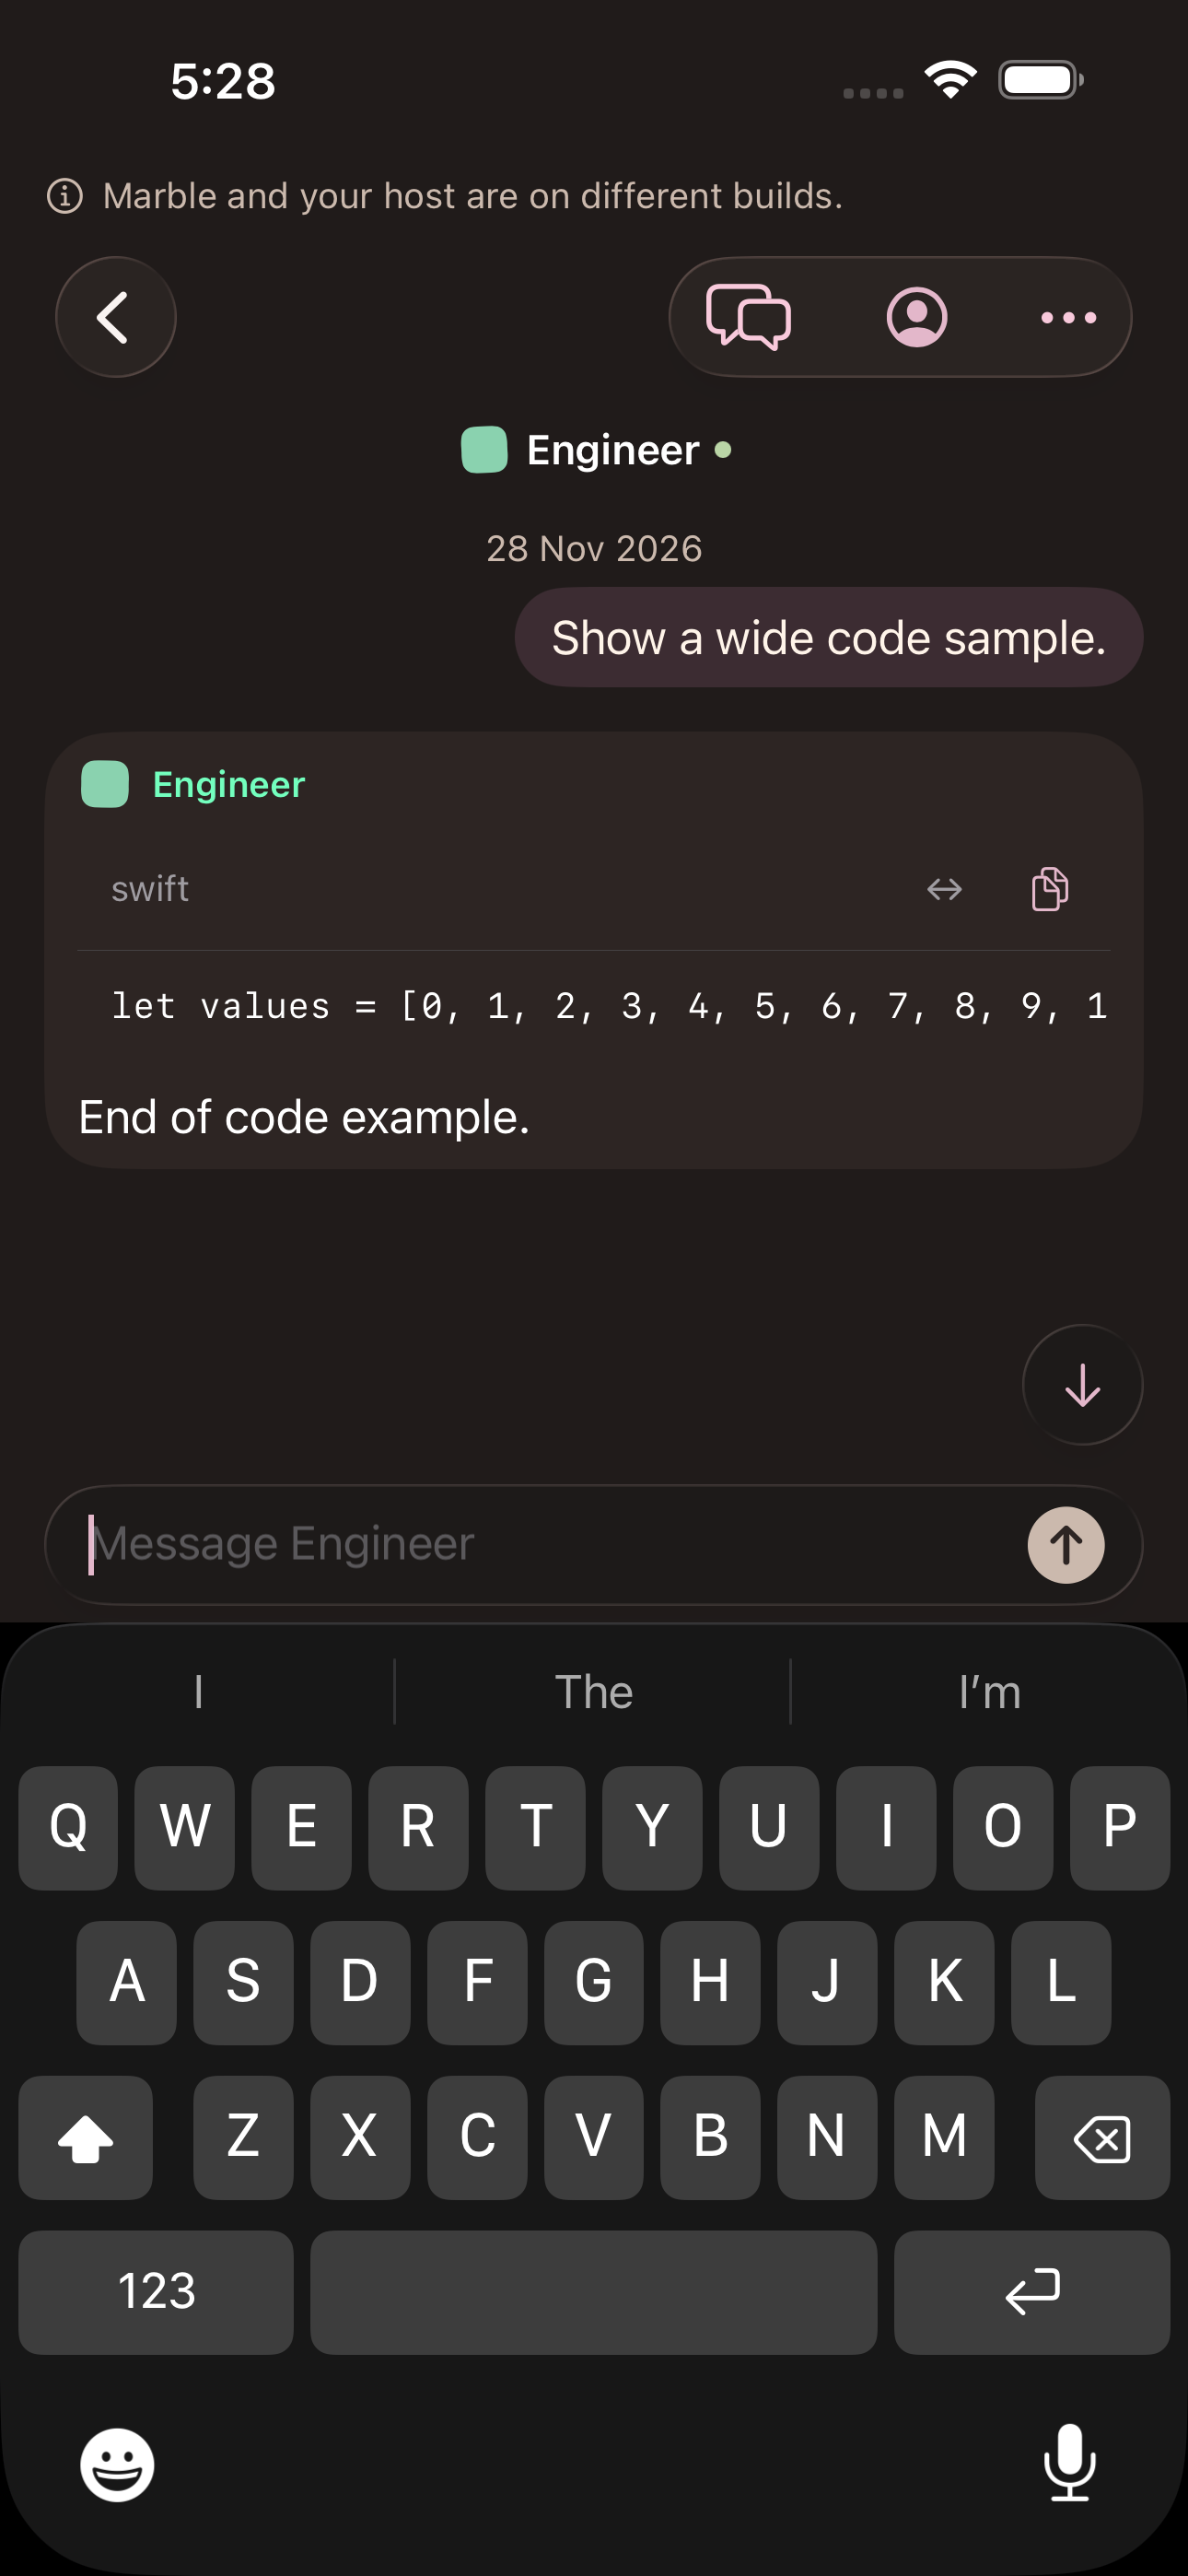 5:28
Marble and your host are on different builds.
Engineer
28 Nov 2026
Show a wide code sample.
Engineer
swift
let values = [0, 1, 2, 3, 4, 5, 6, 7, 8, 9, 1
End of code example.
Message Engineer
I The I’m
Q W E R T Y U I O P
A S D F G H J K L
Z X C V B N M
123